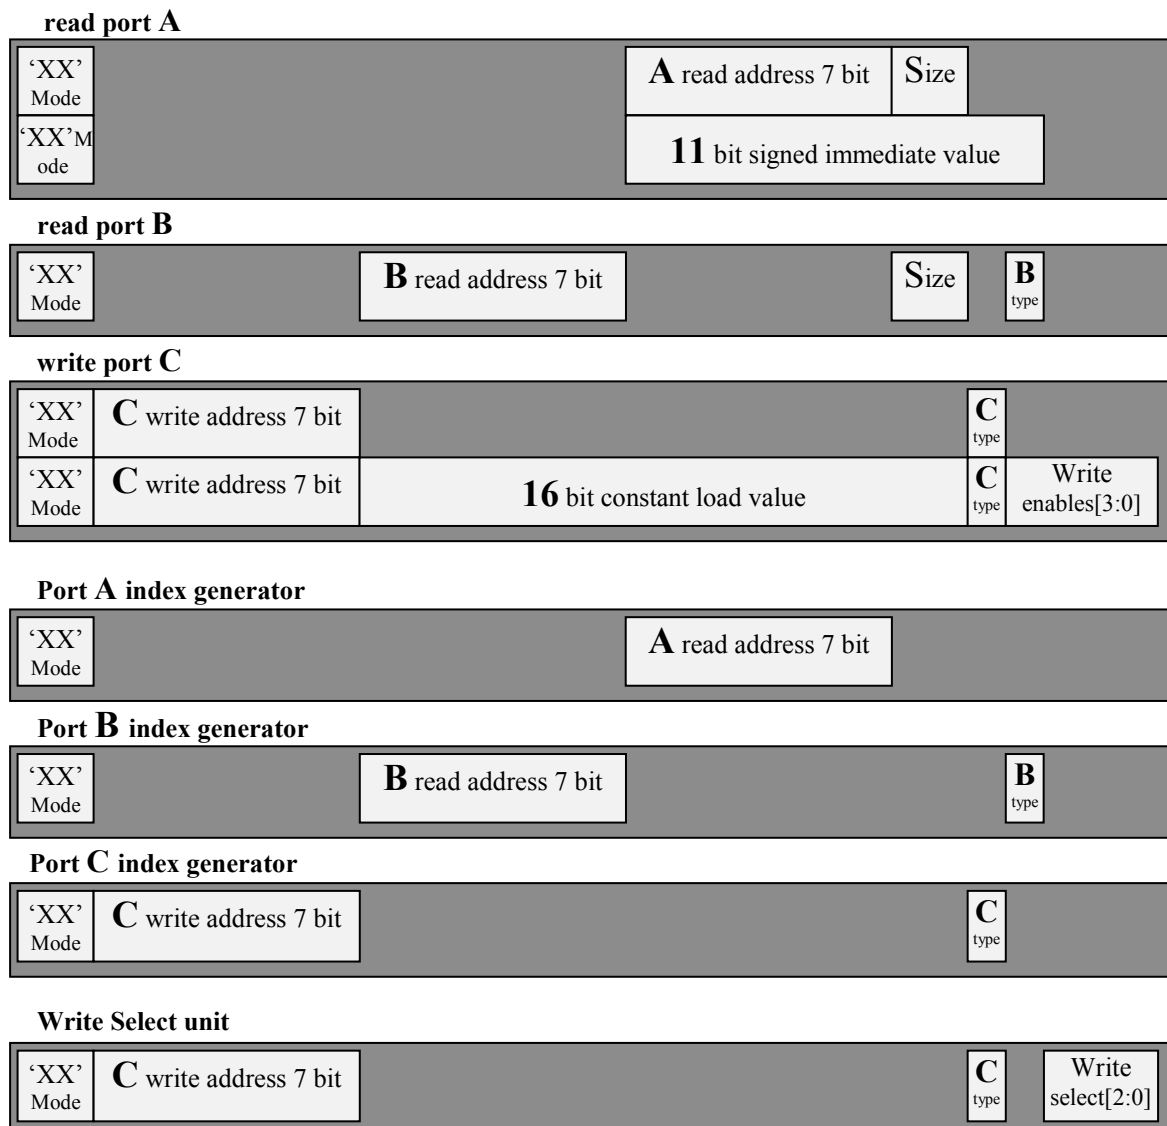 read port A
‘XX’
Mode
A read address 7 bit
Size
‘XX’M
ode
11 bit signed immediate value
read port B
‘XX’
Mode
B read address 7 bit
Size
B
type
write port C
‘XX’
Mode
C write address 7 bit
C
type
‘XX’
Mode
C write address 7 bit
16 bit constant load value
C
type
Write
enables[3:0]
Port A index generator
‘XX’
Mode
A read address 7 bit
Port B index generator
‘XX’
Mode
B read address 7 bit
B
type
Port C index generator
‘XX’
Mode
C write address 7 bit
C
type
Write Select unit
‘XX’
Mode
C write address 7 bit
C
type
Write
select[2:0]